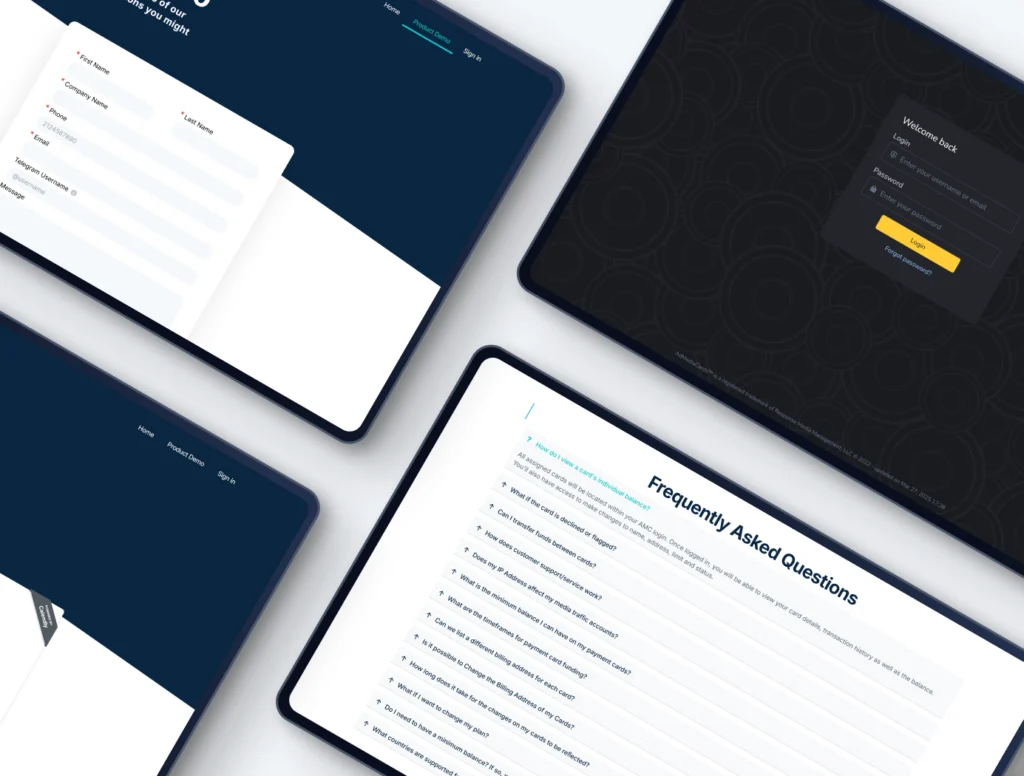 s of our
ons you might
Home
Product Demo
Sign in
* First Name
* Last Name
* Company Name
* Phone
2124567890
* Email
Telegram Username
@username
Message
Welcome back
Login
Enter your username or email
Password
Enter your password
Login
Forgot password?
AdMediaCards™ is a registered trademark of Response Media Management, LLC © 2022 - updated on Mar 27, 2025 17:38
Home
Product Demo
Sign in
Calendly
Frequently Asked Questions
? How do I view a card's individual balance?
All assigned cards will be located within your AMC login. Once logged in, you will be able to view your card details, transaction history as well as the balance.
You'll also have access to make changes to name, address, limit and status.
What if the card is declined or flagged?
Can I transfer funds between cards?
How does customer support/service work?
Does my IP Address affect my media traffic accounts?
What is the minimum balance I can have on my payment cards?
What are the timeframes for payment card funding?
Can we list a different billing address for each card?
Is it possible to Change the Billing Address of my Cards?
How long does it take for the changes on my cards to be reflected?
What if I want to change my plan?
Do I need to have a minimum balance? If so,
What countries are supported